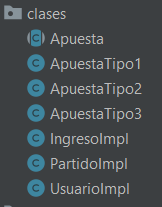 clases
Apuesta
ApuestaTipo1
ApuestaTipo2
ApuestaTipo3
IngresoImpl
PartidoImpl
UsuarioImpl